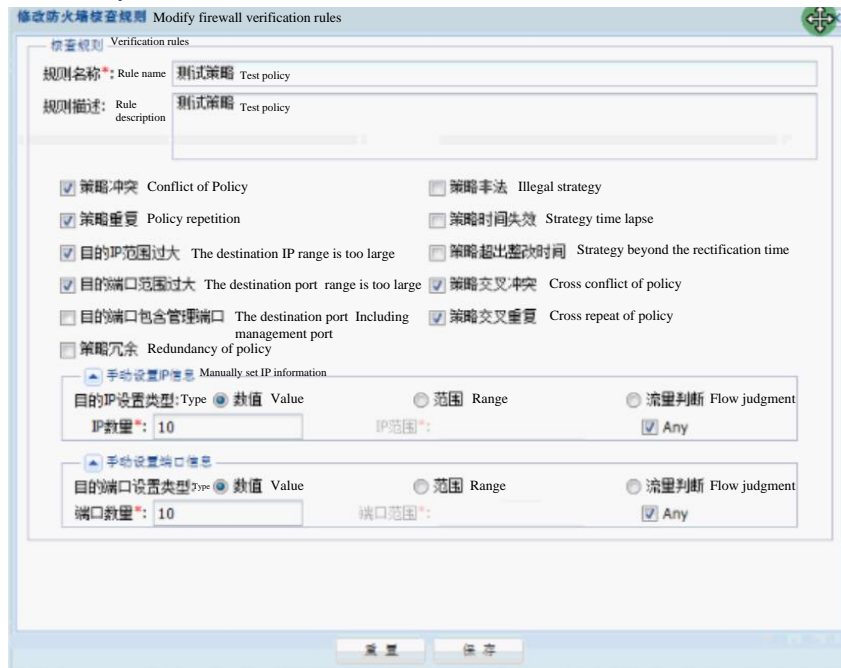 修改防火墙核查规则 Modify firewall verification rules
核查规则 Verification rules
规则名称*: Rule name 测试策略 Test policy
规则描述: Rule description 测试策略 Test policy
策略冲突 Conflict of Policy 策略非法 Illegal strategy
策略重复 Policy repetition 策略时间失效 Strategy time lapse
目的IP范围过大 The destination IP range is too large 策略超出整改时间 Strategy beyond the rectification time
目的端口范围过大 The destination port range is too large 策略交叉冲突 Cross conflict of policy
目的端口包含管理端口 The destination port Including management port 策略交叉重复 Cross repeat of policy
策略冗余 Redundancy of policy
手动设置IP信息 Manually set IP information
目的IP设置类型:Type 数值 Value 范围 Range 流量判断 Flow judgment
IP数量*: 10 IP范围*: Any
手动设置端口信息
目的端口设置类型:Type 数值 Value 范围 Range 流量判断 Flow judgment
端口数量*: 10 端口范围*: Any
重置 保存